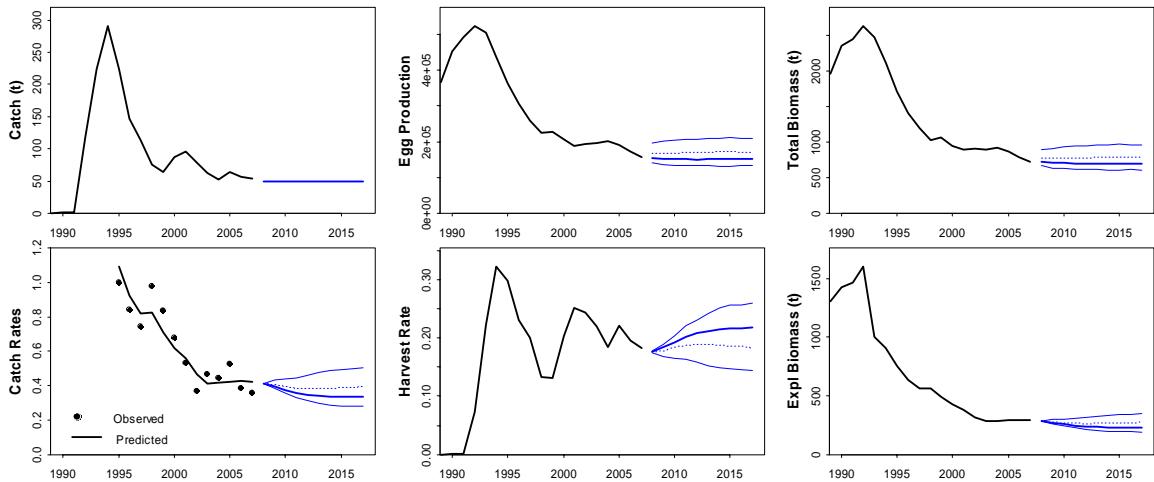 Catch (t)
0 50 100 150 200 250 300
1990 1995 2000 2005 2010 2015
Egg Production
0e+00 2e+05 4e+05
1990 1995 2000 2005 2010 2015
Total Biomass (t)
0 500 1000 2000
1990 1995 2000 2005 2010 2015
Catch Rates
0.0 0.2 0.4 0.6 0.8 1.0 1.2
Observed
Predicted
1990 1995 2000 2005 2010 2015
Harvest Rate
0.00 0.10 0.20 0.30
1990 1995 2000 2005 2010 2015
Expl Biomass (t)
0 500 1000 1500
1990 1995 2000 2005 2010 2015